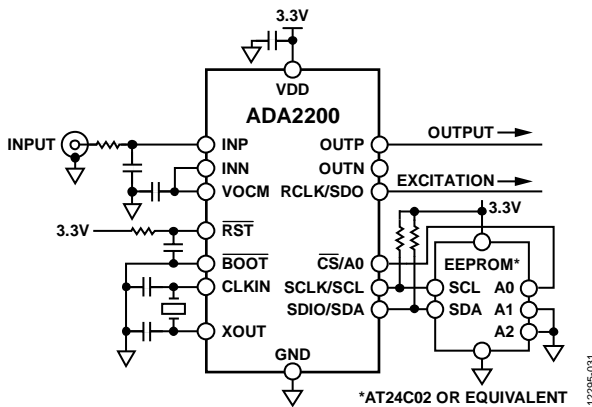 3.3V
VDD
ADA2200
INPUT
INP
OUTP
OUTPUT
INN
OUTN
VOCM
RCLK/SDO
EXCITATION
3.3V
3.3V
RST
BOOT
CS/A0
EEPROM*
CLKIN
SCLK/SCL
SCL
A0
SDIO/SDA
SDA
A1
XOUT
A2
GND
*AT24C02 OR EQUIVALENT
12295-031